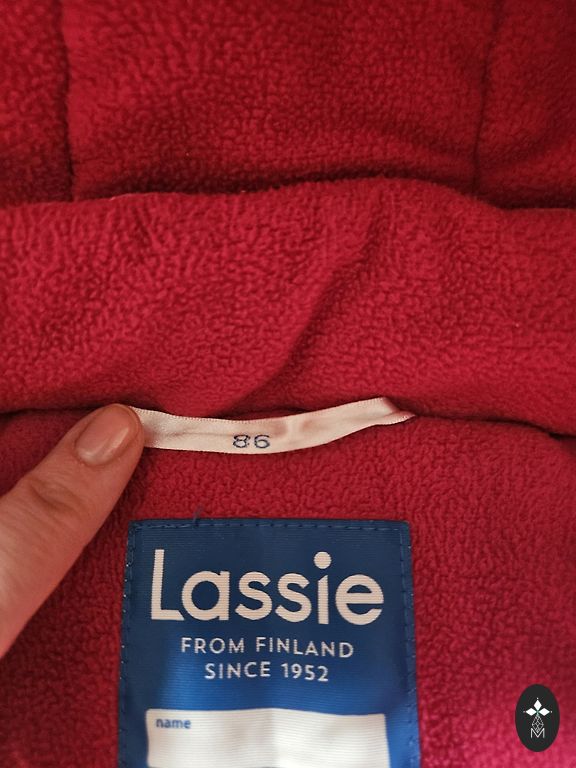 86
Lassie
FROM FINLAND
SINCE 1952
name
M